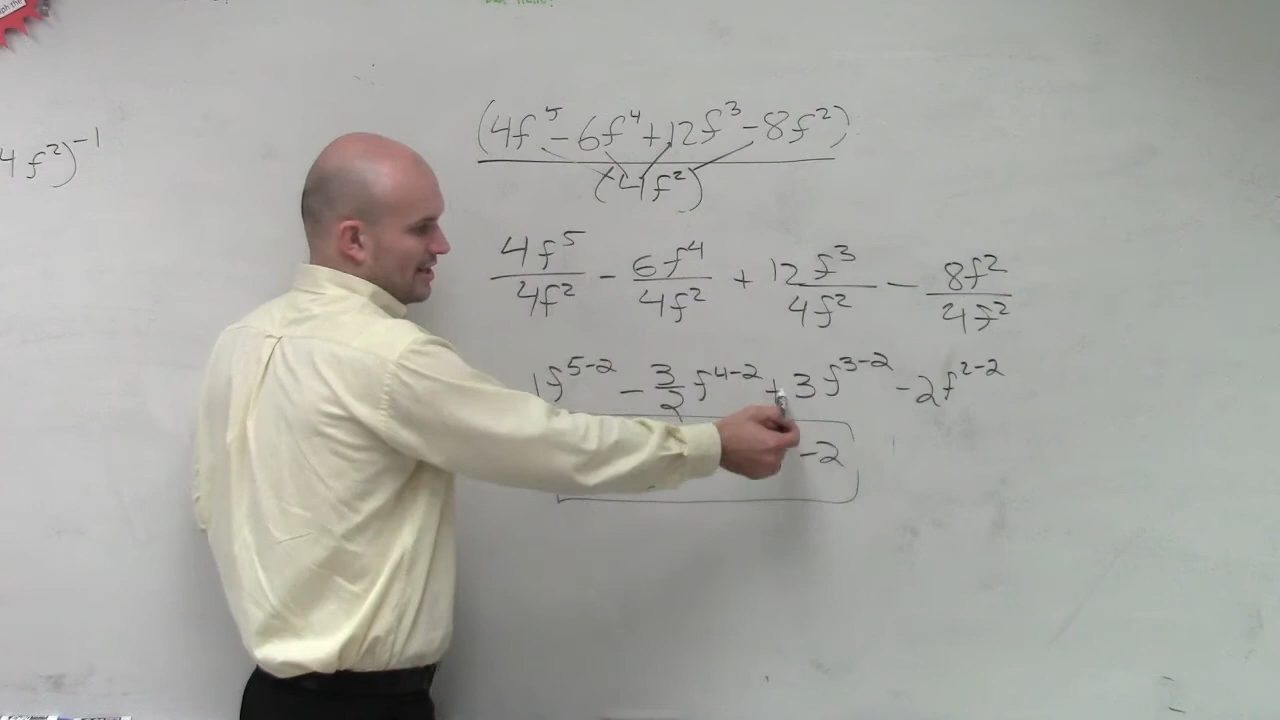 4f²)⁻¹
(4f⁵-6f⁴+12f³-8f²)
(4f²)
4f⁵/4f² - 6f⁴/4f² + 12f³/4f² - 8f²/4f²
1f⁵⁻² - 3/2 f⁴⁻² + 3f³⁻² - 2f²⁻²
-2